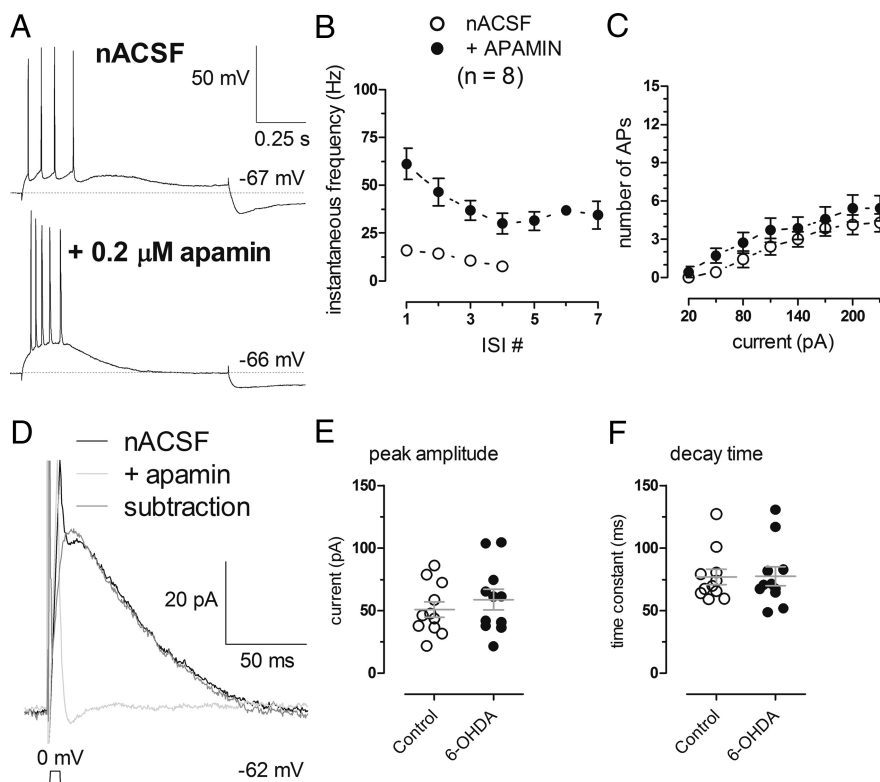 A
nACSF
50 mV
0.25 s
-67 mV
+ 0.2 μM apamin
-66 mV
B
nACSF
+ APAMIN
(n = 8)
instantaneous frequency (Hz)
100
75
50
25
0
1 3 5 7
ISI #
C
number of APs
15
12
9
6
3
0
20 80 140 200
current (pA)
D
nACSF
+ apamin
subtraction
20 pA
50 ms
0 mV
-62 mV
E
peak amplitude
current (pA)
150
100
50
0
Control 6-OHDA
F
decay time
time constant (ms)
150
100
50
0
Control 6-OHDA